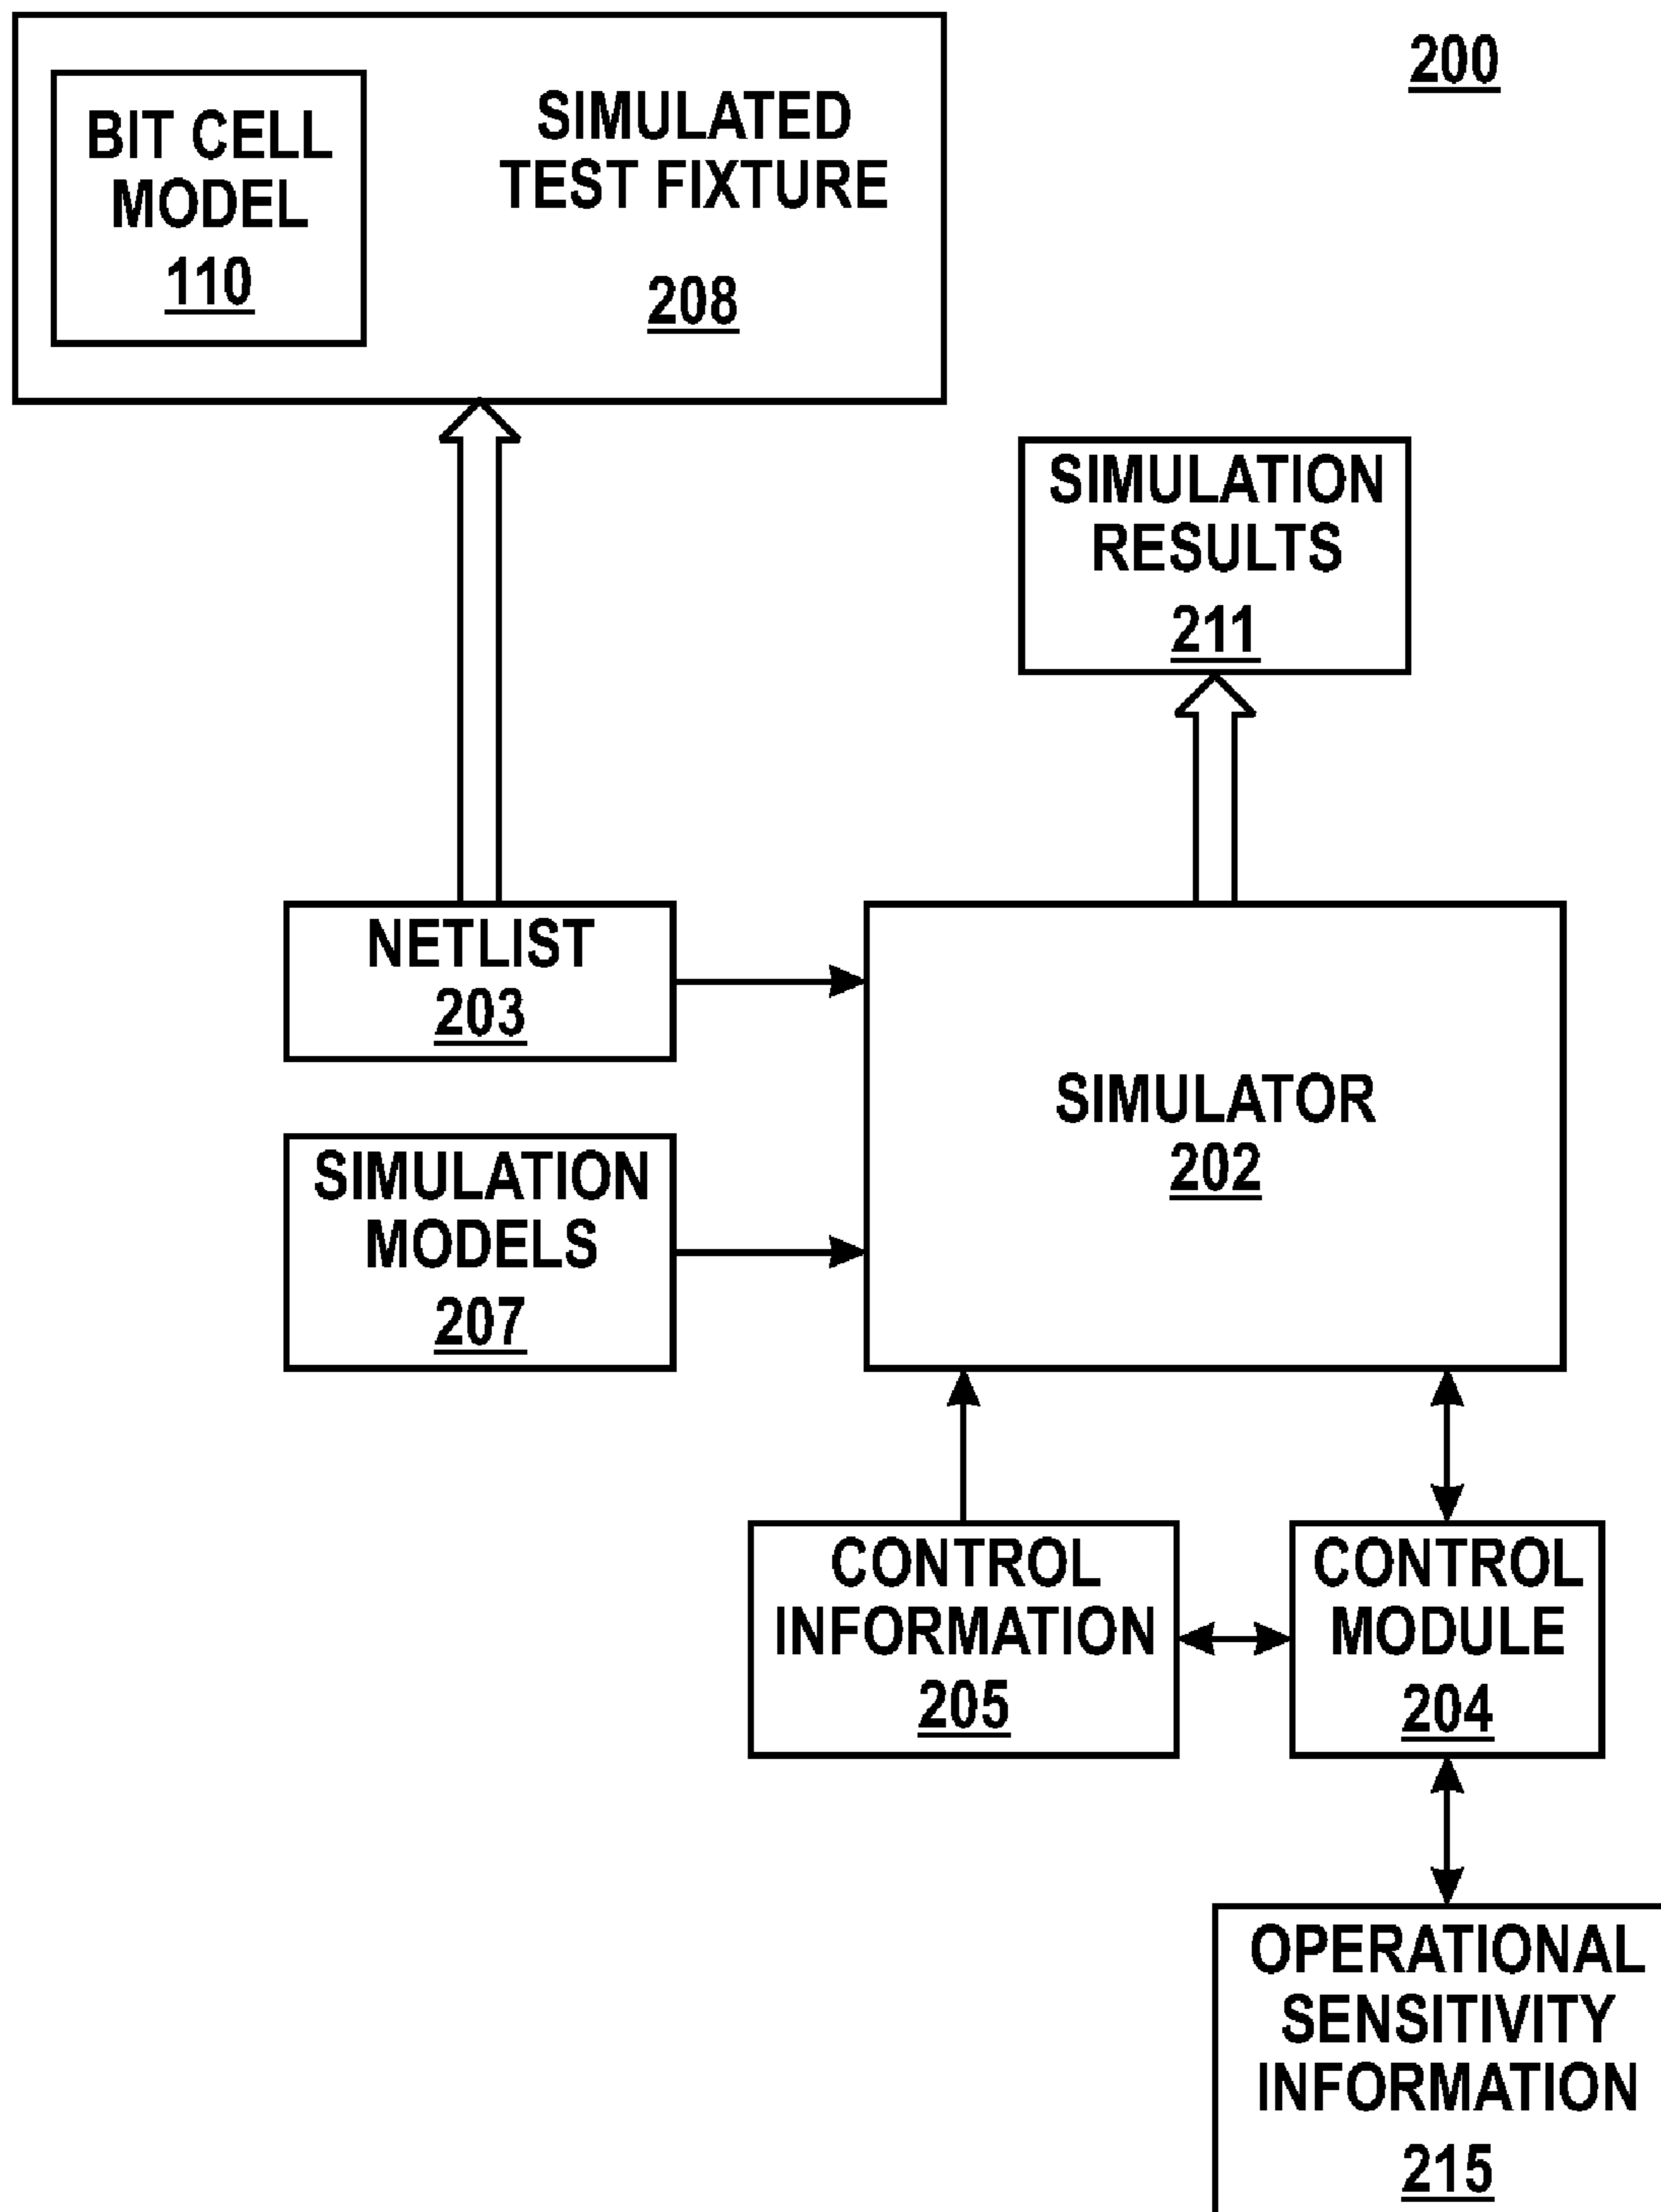 200
BIT CELL
MODEL
110
SIMULATED
TEST FIXTURE
208
SIMULATION
RESULTS
211
NETLIST
203
SIMULATOR
202
SIMULATION
MODELS
207
CONTROL
INFORMATION
205
CONTROL
MODULE
204
OPERATIONAL
SENSITIVITY
INFORMATION
215